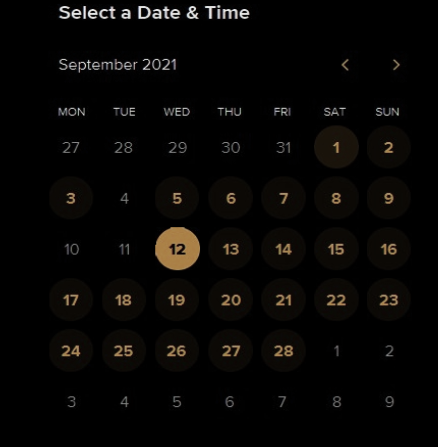 Select a Date & Time
September 2021
MON TUE WED THU FRI SAT SUN
27 28 29 30 31 1 2
3 4 5 6 7 8 9
10 11 12 13 14 15 16
17 18 19 20 21 22 23
24 25 26 27 28 1 2
3 4 5 6 7 8 9